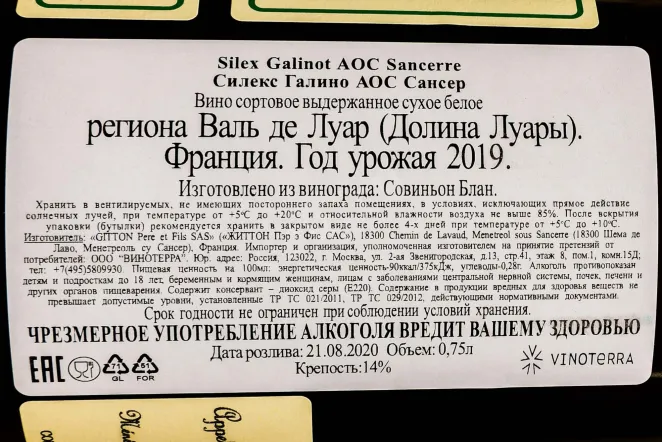 Silex Galinot AOC Sancerre
Силекс Галино АОС Сансер
Вино сортовое выдержанное сухое белое
региона Валь де Луар (Долина Луары).
Франция. Год урожая 2019.
Изготовлено из винограда: Совиньон Блан.
Хранить в вентилируемых, не имеющих постороннего запаха помещениях, в условиях, исключающих прямое действие
солнечных лучей, при температуре от +5°С до +20°С и относительной влажности воздуха не выше 85%. После вскрытия
упаковки (бутылки) рекомендуется хранить в закрытом виде не более 4-х дней при температуре от +5°С до +10°С.
Изготовитель: «GITTON Pere et Fils SAS» («ЖИТТОН Пэр э Фис САС»), 18300 Chemin de Lavaud, Menetreol sous Sancerre (18300 Шема де
Лаво, Менетреоль су Сансер), Франция. Импортер и организация, уполномоченная изготовителем на принятие претензий от
потребителей: ООО "ВИНОТЕРРА". Юр. адрес: Россия, 123022, г. Москва, ул. 2-ая Звенигородская, д.13, стр.41, этаж 8, пом.1, комн.15Д;
тел: +7(495)5809930. Пищевая ценность на 100мл: энергетическая ценность-90ккал/375кДж, углеводы-0,28г. Алкоголь противопоказан
детям и подросткам до 18 лет, беременным и кормящим женщинам, лицам с заболеваниями центральной нервной системы, почек, печени и
других органов пищеварения. Содержит консервант – диоксид серы (Е220). Содержание в продукции вредных для здоровья веществ не
превышает допустимые уровни, установленные ТР ТС 021/2011, ТР ТС 029/2012, действующими нормативными документами.
Срок годности не ограничен при соблюдении условий хранения.
ЧРЕЗМЕРНОЕ УПОТРЕБЛЕНИЕ АЛКОГОЛЯ ВРЕДИТ ВАШЕМУ ЗДОРОВЬЮ
Дата розлива: 21.08.2020 Объем: 0,75л
Крепость:14%
EAC
71
GL
51
FOR
VINOTERRA